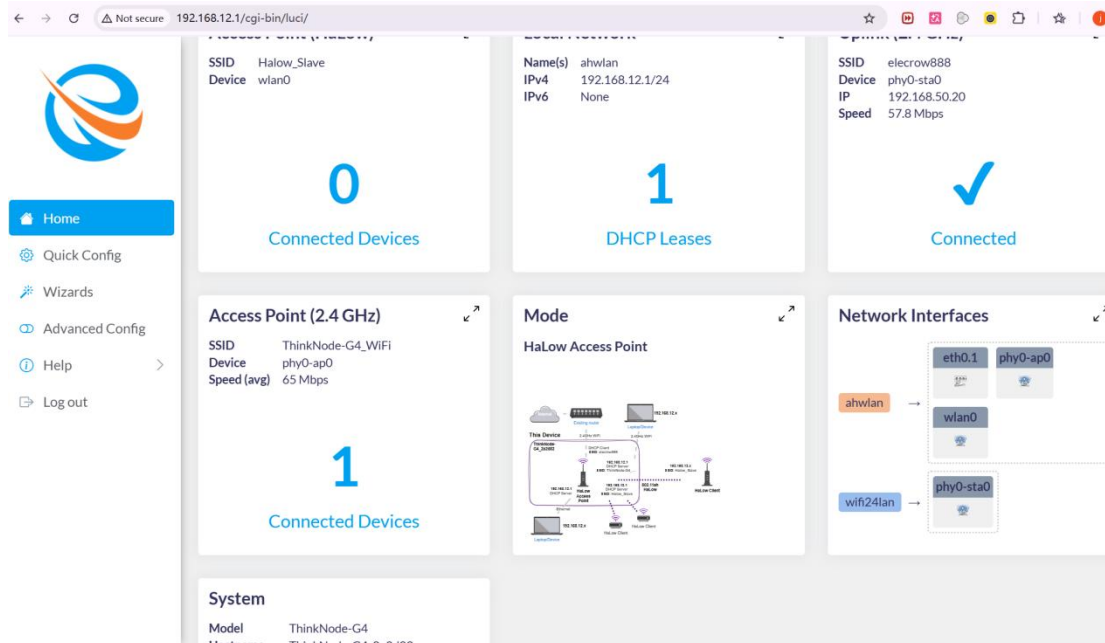 Not secure 192.168.12.1/cgi-bin/luci/
Home
Quick Config
Wizards
Advanced Config
Help
Log out
SSID Halow_Slave
Device wlan0
0
Connected Devices
Name(s) ahwlan
IPv4 192.168.12.1/24
IPv6 None
1
DHCP Leases
SSID elecrow888
Device phy0-sta0
IP 192.168.50.20
Speed 57.8 Mbps
Connected
Access Point (2.4 GHz)
SSID ThinkNode-G4_WiFi
Device phy0-ap0
Speed (avg) 65 Mbps
1
Connected Devices
Mode
HaLow Access Point
This Device
Network Interfaces
ahwlan
eth0.1
phy0-ap0
wlan0
wifi24lan
phy0-sta0
System
Model ThinkNode-G4